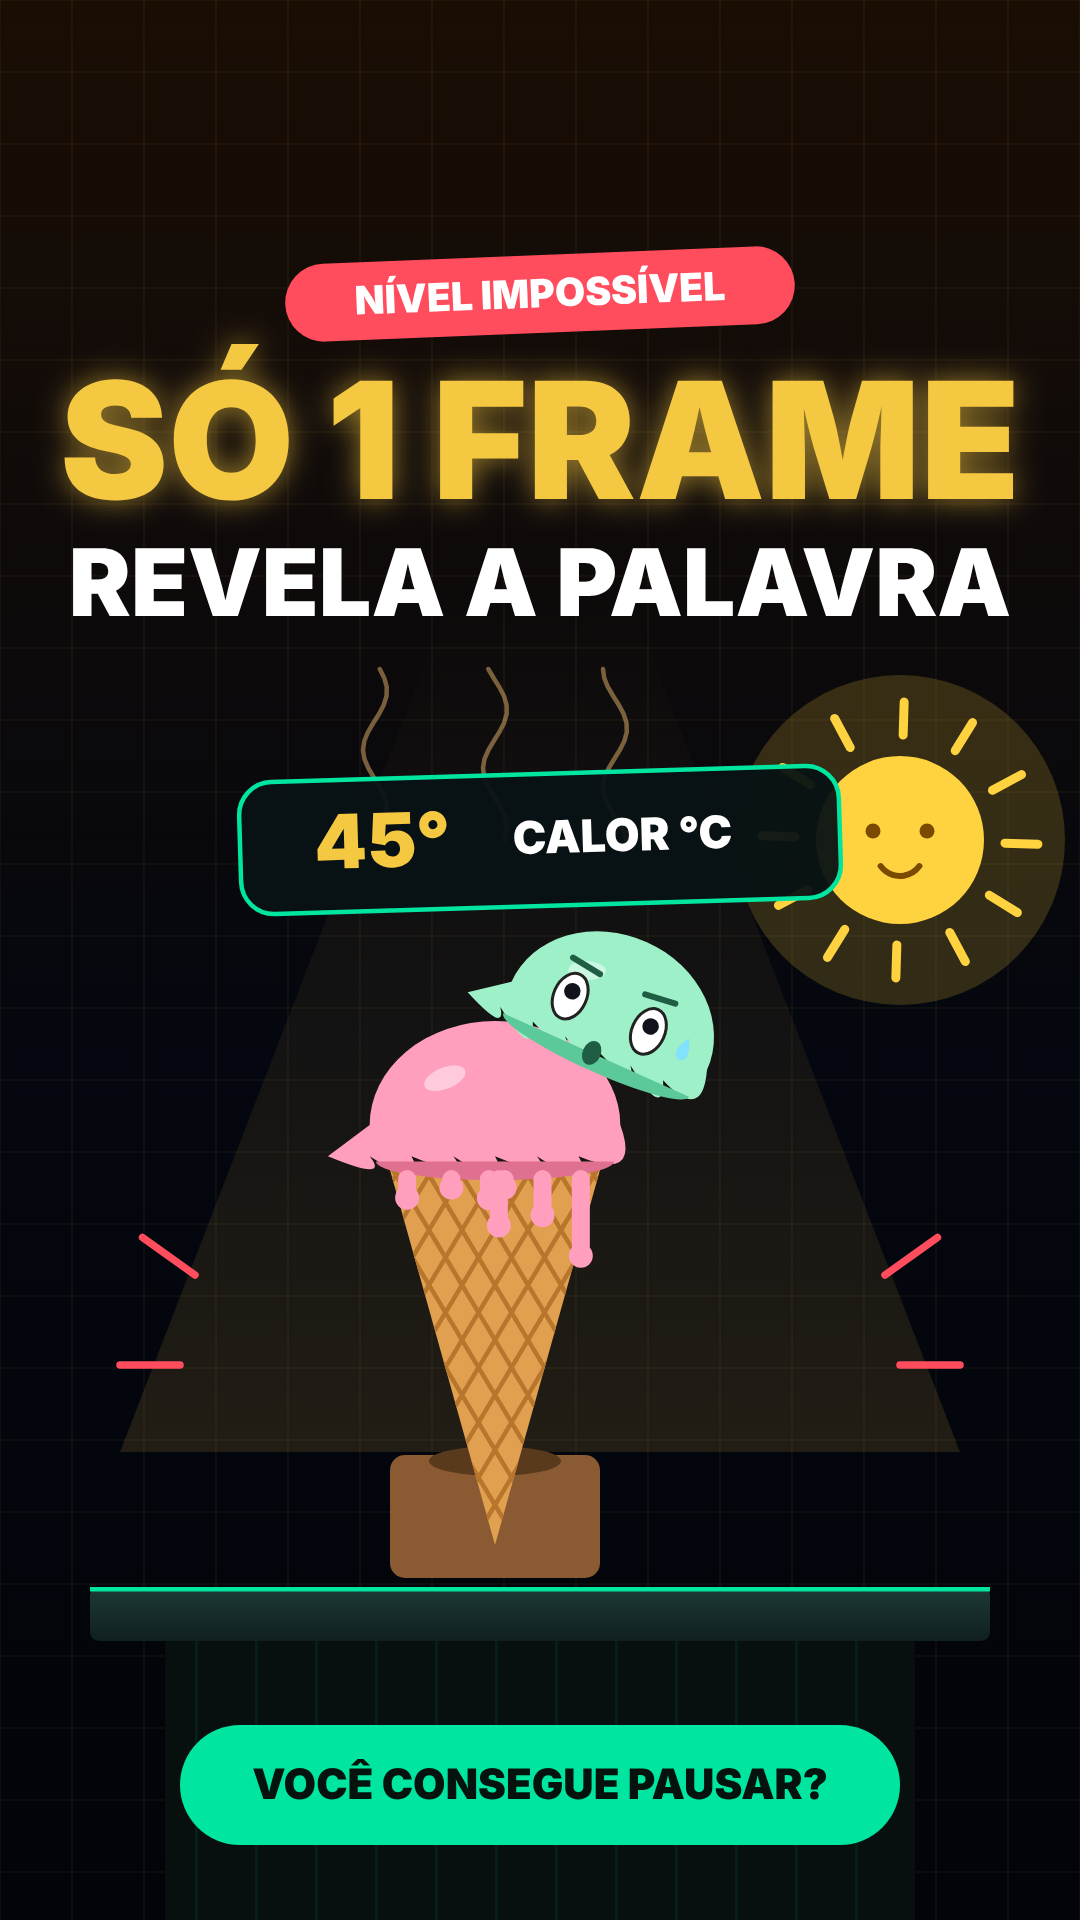 NÍVEL IMPOSSÍVEL
SÓ 1 FRAME
REVELA A PALAVRA
45° CALOR °C
VOCÊ CONSEGUE PAUSAR?